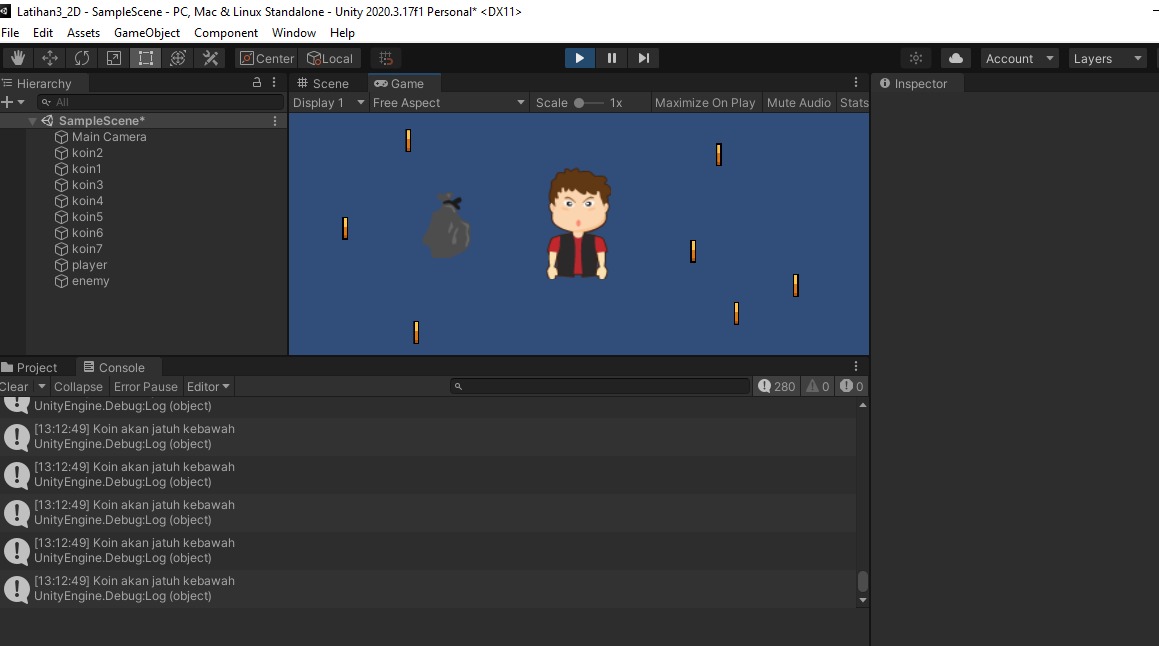 Latihan3_2D - SampleScene - PC, Mac & Linux Standalone - Unity 2020.3.17f1 Personal* <DX11>
File Edit Assets GameObject Component Window Help
Center Local Account Layers
Hierarchy
All
SampleScene*
Main Camera
koin2
koin1
koin3
koin4
koin5
koin6
koin7
player
enemy
Scene Game
Display 1 Free Aspect Scale 1x Maximize On Play Mute Audio Stats
Inspector
Project Console
Clear Collapse Error Pause Editor 280 0 0
UnityEngine.Debug:Log (object)
[13:12:49] Koin akan jatuh kebawah
UnityEngine.Debug:Log (object)
[13:12:49] Koin akan jatuh kebawah
UnityEngine.Debug:Log (object)
[13:12:49] Koin akan jatuh kebawah
UnityEngine.Debug:Log (object)
[13:12:49] Koin akan jatuh kebawah
UnityEngine.Debug:Log (object)
[13:12:49] Koin akan jatuh kebawah
UnityEngine.Debug:Log (object)